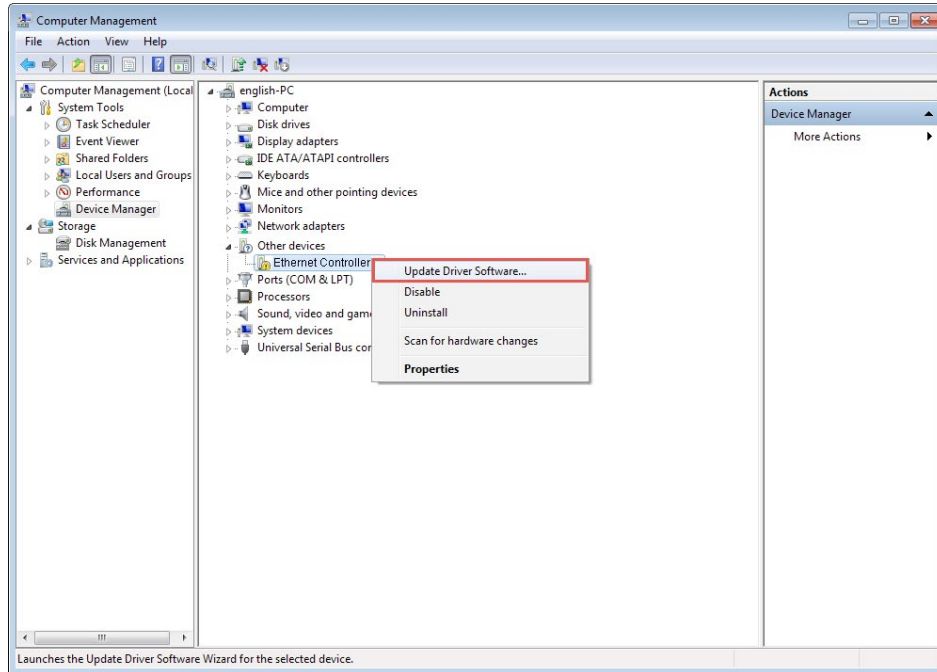 Computer Management
File Action View Help
Computer Management (Local
System Tools
Task Scheduler
Event Viewer
Shared Folders
Local Users and Groups
Performance
Device Manager
Storage
Disk Management
Services and Applications
english-PC
Computer
Disk drives
Display adapters
IDE ATA/ATAPI controllers
Keyboards
Mice and other pointing devices
Monitors
Network adapters
Other devices
Ethernet Controller
Ports (COM & LPT)
Processors
Sound, video and gam
System devices
Universal Serial Bus cor
Update Driver Software...
Disable
Uninstall
Scan for hardware changes
Properties
Actions
Device Manager
More Actions
Launches the Update Driver Software Wizard for the selected device.